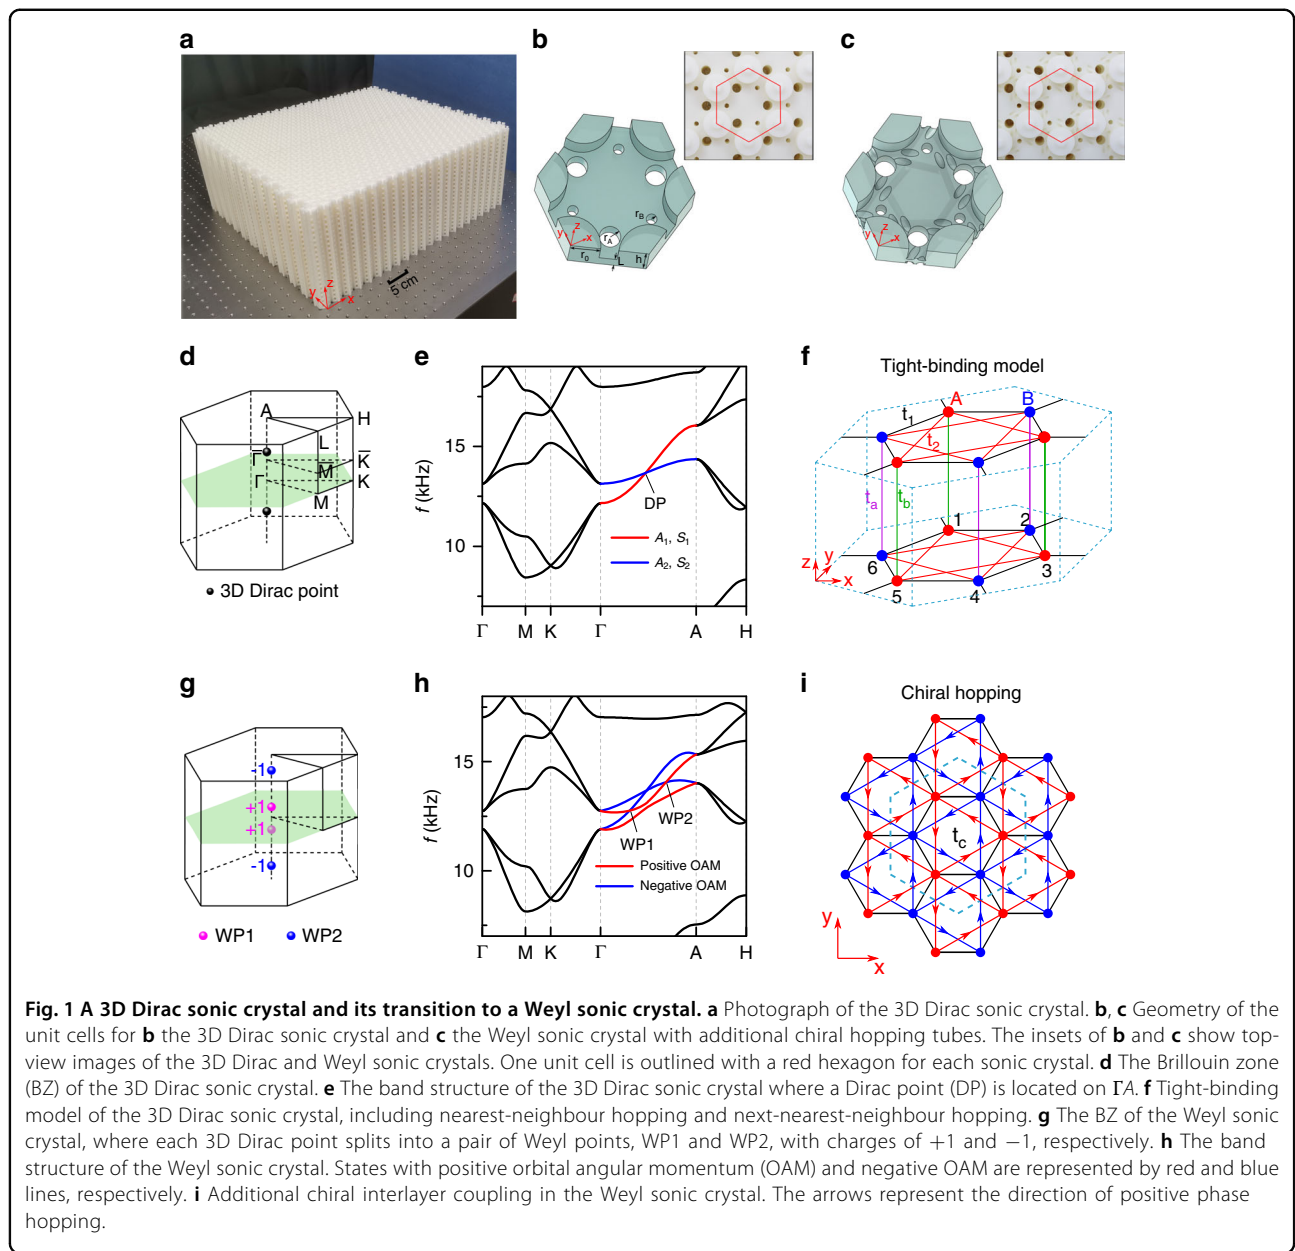 a
b
c
5 cm
z
y
x
r_B
r_A
r_0
L
h
z
y
x
z
y
x
d
e
f
A
H
L
Γ̅
K̅
M̅
Γ
K
M
3D Dirac point
f (kHz)
15
10
DP
A₁, S₁
A₂, S₂
Γ M K Γ A H
Tight-binding model
A
B
t₁
t₂
t_a
t_b
1
2
3
4
5
6
z
y
x
g
h
i
-1
+1
+1
-1
WP1
WP2
f (kHz)
15
10
WP2
WP1
Positive OAM
Negative OAM
Γ M K Γ A H
Chiral hopping
t_c
y
x
Fig. 1 A 3D Dirac sonic crystal and its transition to a Weyl sonic crystal. a Photograph of the 3D Dirac sonic crystal. b, c Geometry of the
unit cells for b the 3D Dirac sonic crystal and c the Weyl sonic crystal with additional chiral hopping tubes. The insets of b and c show top-
view images of the 3D Dirac and Weyl sonic crystals. One unit cell is outlined with a red hexagon for each sonic crystal. d The Brillouin zone
(BZ) of the 3D Dirac sonic crystal. e The band structure of the 3D Dirac sonic crystal where a Dirac point (DP) is located on ΓA. f Tight-binding
model of the 3D Dirac sonic crystal, including nearest-neighbour hopping and next-nearest-neighbour hopping. g The BZ of the Weyl sonic
crystal, where each 3D Dirac point splits into a pair of Weyl points, WP1 and WP2, with charges of +1 and −1, respectively. h The band
structure of the Weyl sonic crystal. States with positive orbital angular momentum (OAM) and negative OAM are represented by red and blue
lines, respectively. i Additional chiral interlayer coupling in the Weyl sonic crystal. The arrows represent the direction of positive phase
hopping.